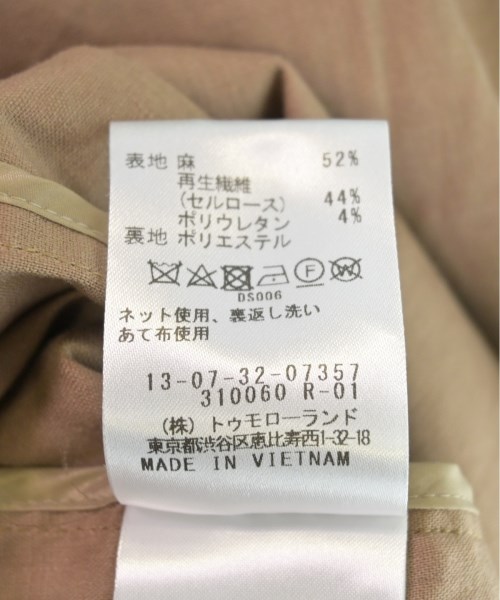 表地 麻 52%
再生繊維
(セルロース) 44%
ポリウレタン 4%
裏地 ポリエステル
DS006
ネット使用、裏返し洗い
あて布使用
13-07-32-07357
310060 R-01
(株) トゥモローランド
東京都渋谷区恵比寿西1-32-18
MADE IN VIETNAM